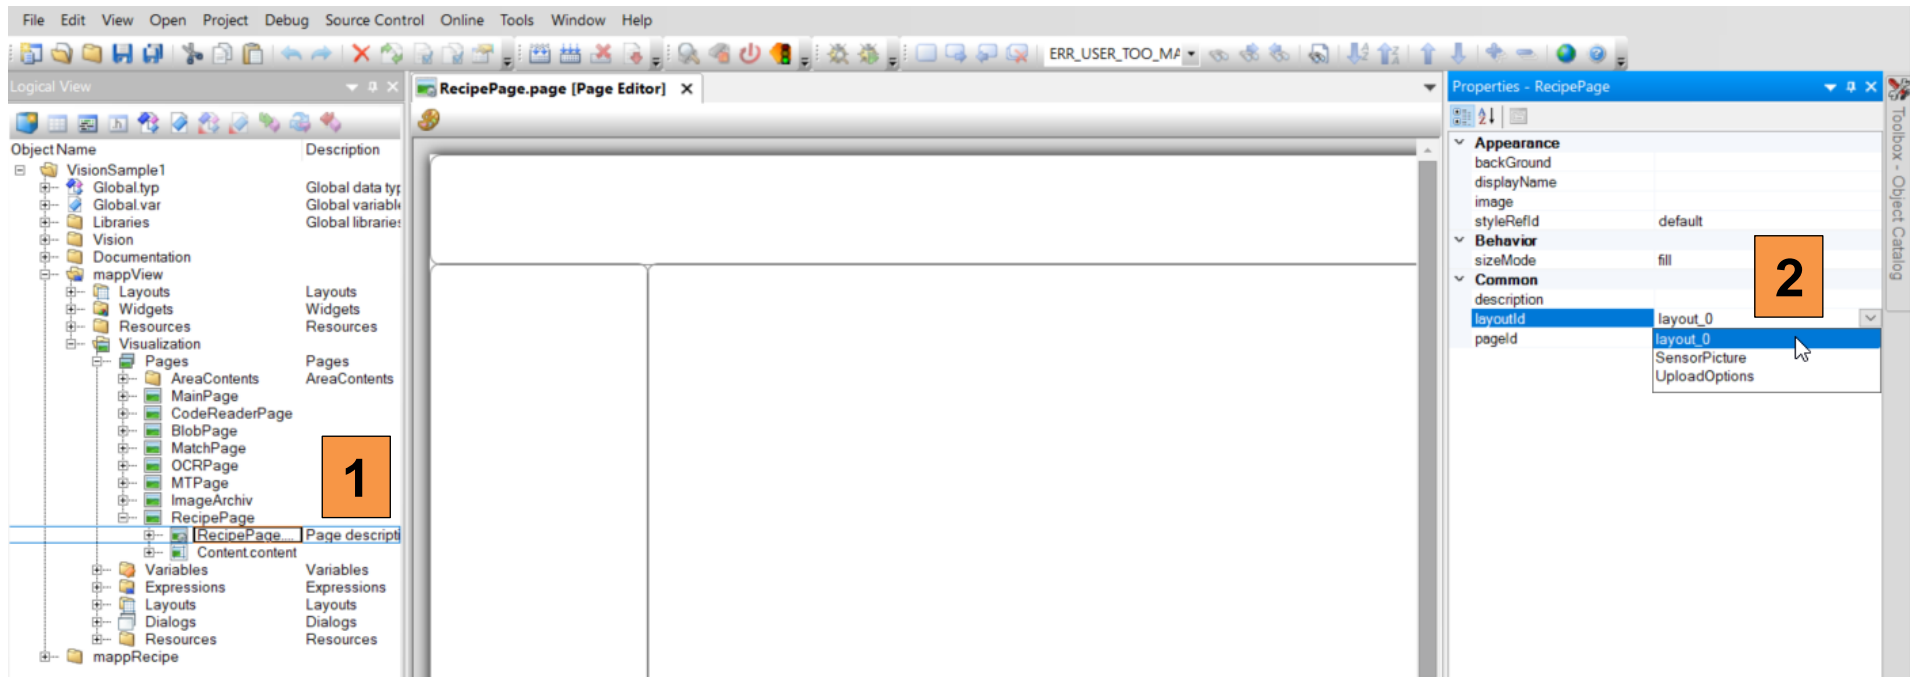 File Edit View Open Project Debug Source Control Online Tools Window Help
ERR_USER_TOO_MA
Logical View
RecipePage.page [Page Editor] X
Properties - RecipePage
Object Name Description
VisionSample1
Global.typ Global data typ
Global.var Global variable
Libraries Global libraries
Vision
Documentation
mappView
Layouts Layouts
Widgets Widgets
Resources Resources
Visualization
Pages Pages
AreaContents AreaContents
MainPage
CodeReaderPage
BlobPage
MatchPage
OCRPage
MTPage
ImageArchiv
RecipePage
RecipePage.... Page descripti
Content.content
Variables Variables
Expressions Expressions
Layouts Layouts
Dialogs Dialogs
Resources Resources
mappRecipe
1
Appearance
backGround
displayName
image
styleRefId default
Behavior
sizeMode fill
Common
description
layoutId layout_0
pageId
layout_0
SensorPicture
UploadOptions
2
Toolbox - Object Catalog